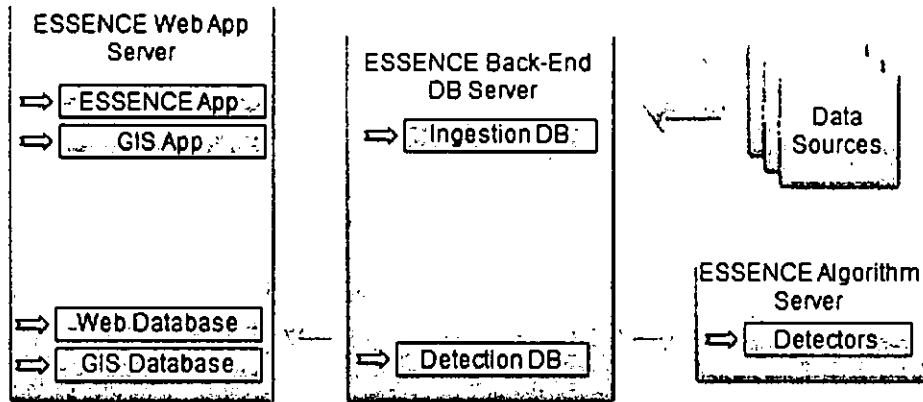 ESSENCE Web App
Server
ESSENCE App
GIS App
Web Database
GIS Database
ESSENCE Back-End
DB Server
Ingestion DB
Detection DB
Data
Sources
ESSENCE Algorithm
Server
Detectors